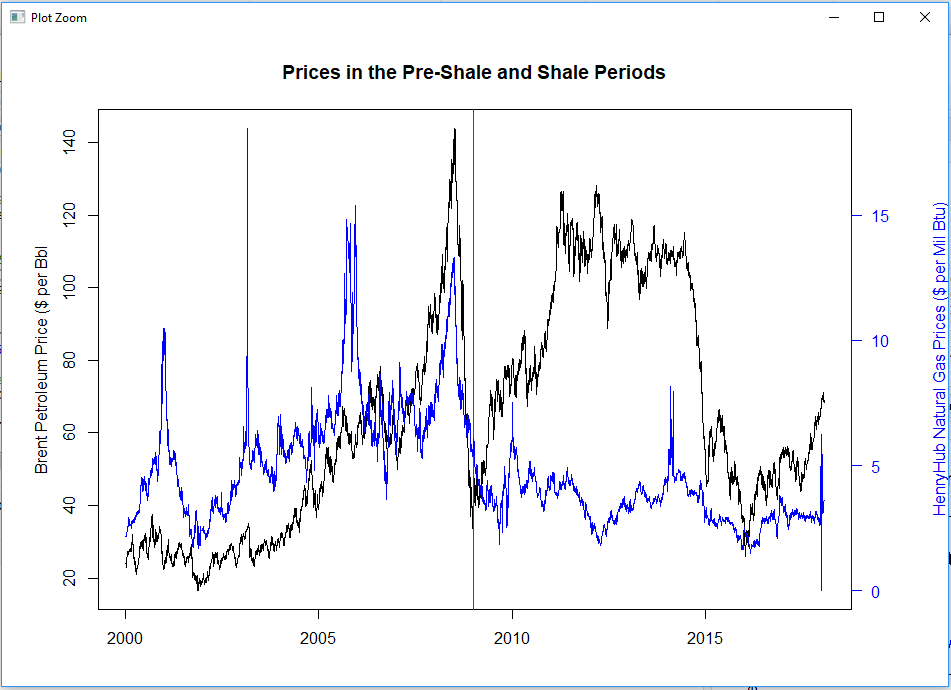 Plot Zoom
Prices in the Pre-Shale and Shale Periods
Brent Petroleum Price ($ per Bbl)
140
120
100
80
60
40
20
15
10
5
0
HenryHub Natural Gas Prices ($ per Mil Btu)
2000 2005 2010 2015